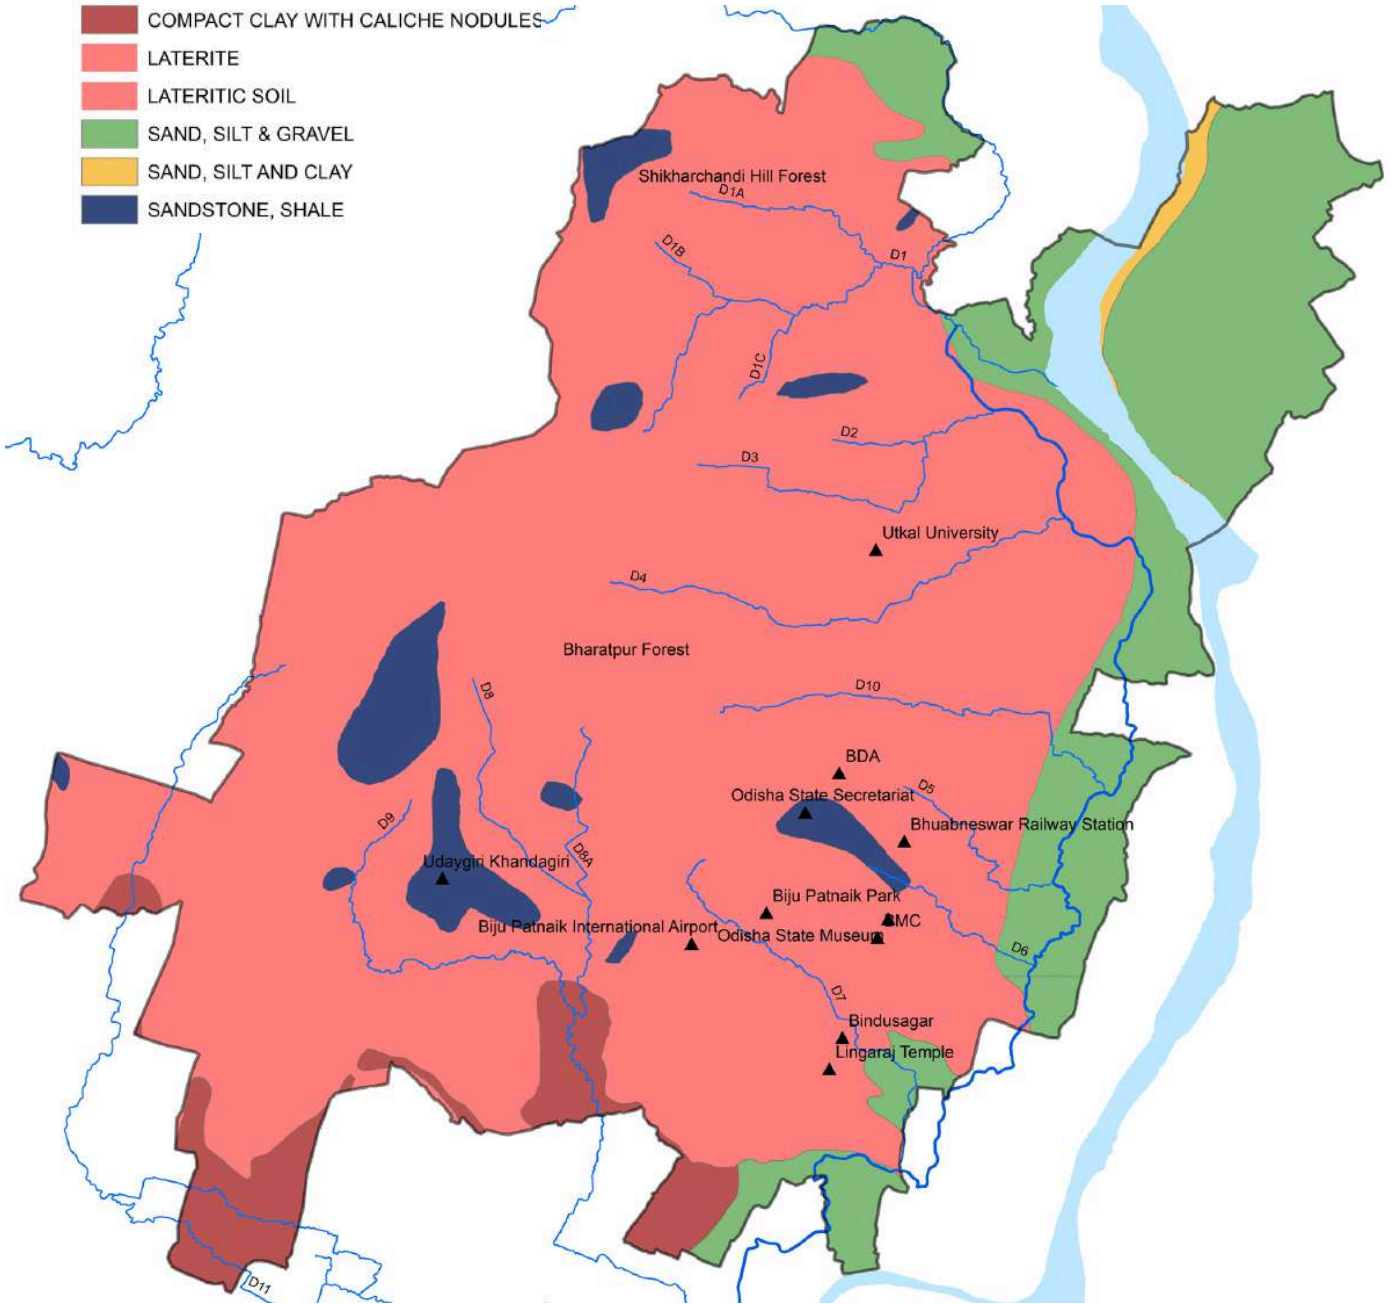 COMPACT CLAY WITH CALICHE NODULES
LATERITE
LATERITIC SOIL
SAND, SILT & GRAVEL
SAND, SILT AND CLAY
SANDSTONE, SHALE
Shikharchandi Hill Forest
D1A
D1B
D1
D1C
D2
D3
Utkal University
D4
Bharatpur Forest
D8
D10
BDA
D5
Odisha State Secretariat
D9
Bhuabneswar Railway Station
D8A
Udaygiri Khandagiri
Biju Patnaik Park
BMC
Biju Patnaik International Airport
Odisha State Museum
D6
D7
Bindusagar
Lingaraj Temple
D11